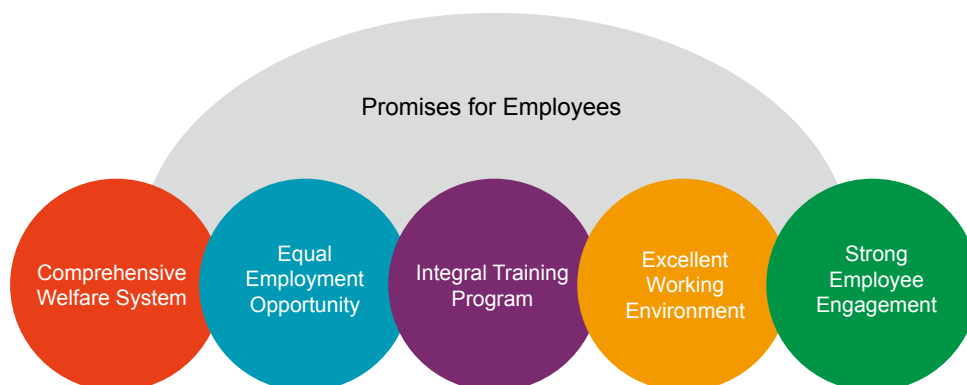 Promises for Employees
Comprehensive
Welfare System
Equal
Employment
Opportunity
Integral Training
Program
Excellent
Working
Environment
Strong
Employee
Engagement